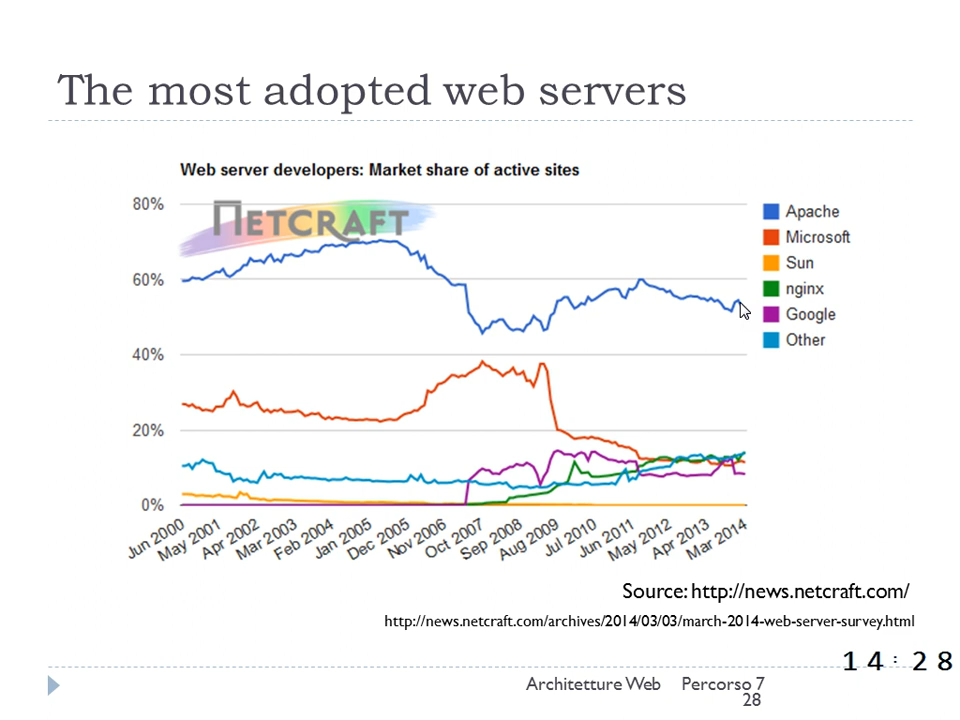 The most adopted web servers
Web server developers: Market share of active sites
NETCRAFT
80%
60%
40%
20%
0%
Apache
Microsoft
Sun
nginx
Google
Other
Jun 2000
May 2001
Apr 2002
Mar 2003
Feb 2004
Jan 2005
Dec 2005
Nov 2006
Oct 2007
Sep 2008
Aug 2009
Jul 2010
Jun 2011
May 2012
Apr 2013
Mar 2014
Source: http://news.netcraft.com/
http://news.netcraft.com/archives/2014/03/03/march-2014-web-server-survey.html
14:28
Architetture Web Percorso 7
28